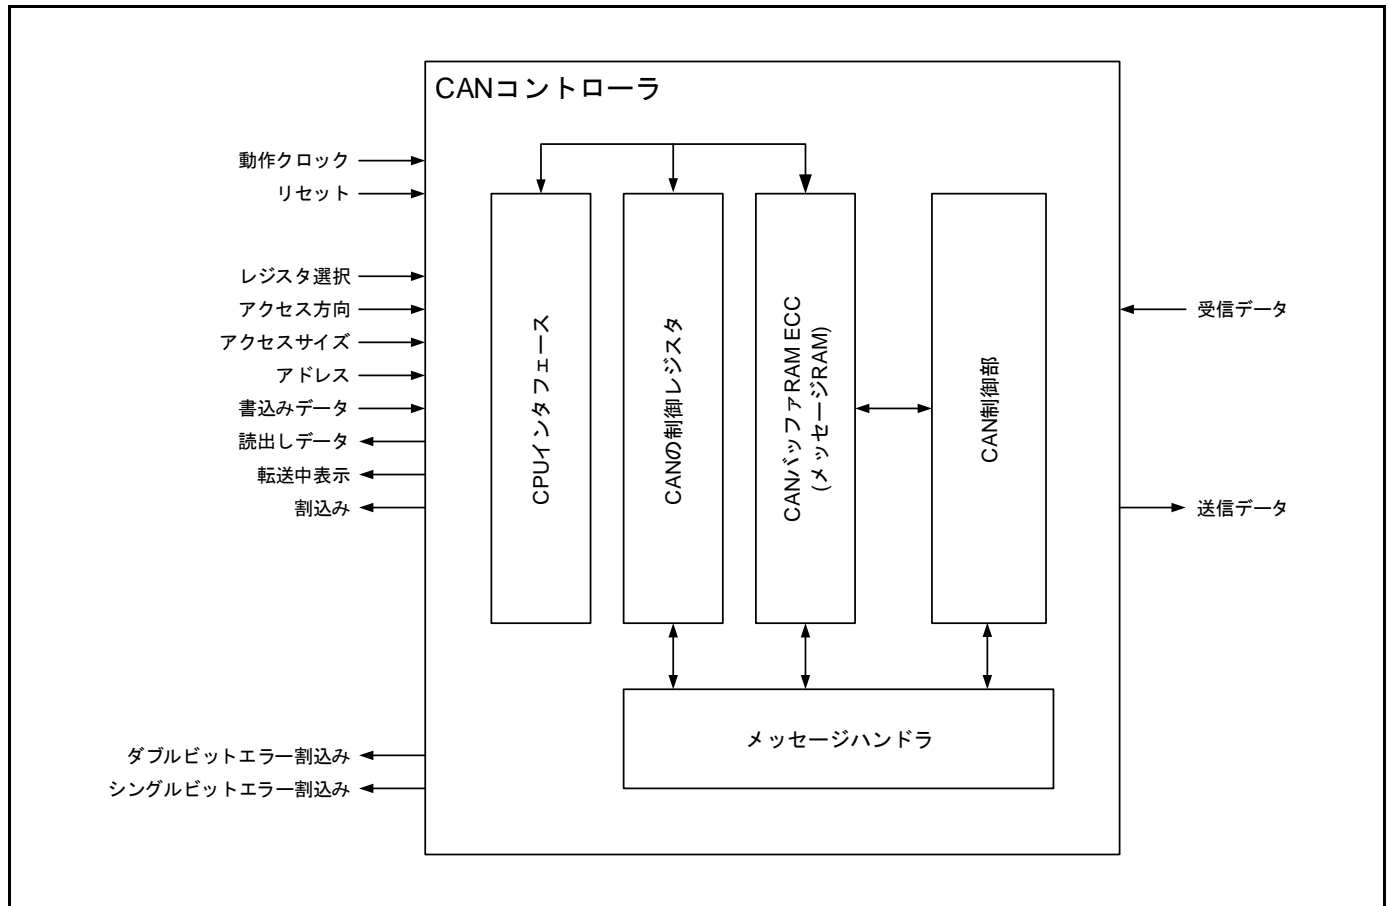 CANコントローラ
動作クロック
リセット
レジスタ選択
アクセス方向
アクセスサイズ
アドレス
書込みデータ
読出しデータ
転送中表示
割込み
ダブルビットエラー割込み
シングルビットエラー割込み
CPUインタフェース
CANの制御レジスタ
CANバッファRAM ECC
(メッセージRAM)
CAN制御部
メッセージハンドラ
受信データ
送信データ